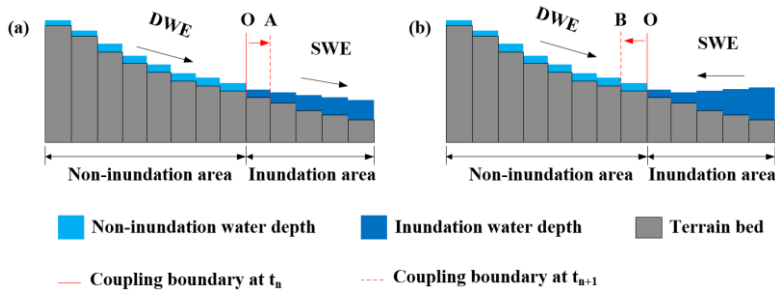 (a) DWE O A SWE
Non-inundation area Inundation area
(b) DWE B O SWE
Non-inundation area Inundation area
Non-inundation water depth Inundation water depth Terrain bed
Coupling boundary at tn Coupling boundary at tn+1